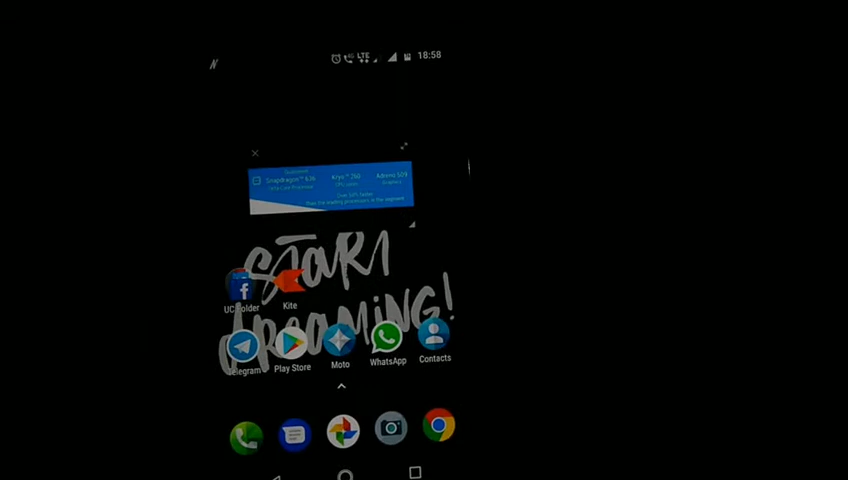 LTE
18:58
Snapdragon™ 636
Kryo™ 260
Adreno 509
START
DREAMING!
UC Folder
Kite
Telegram
Play Store
Moto
WhatsApp
Contacts